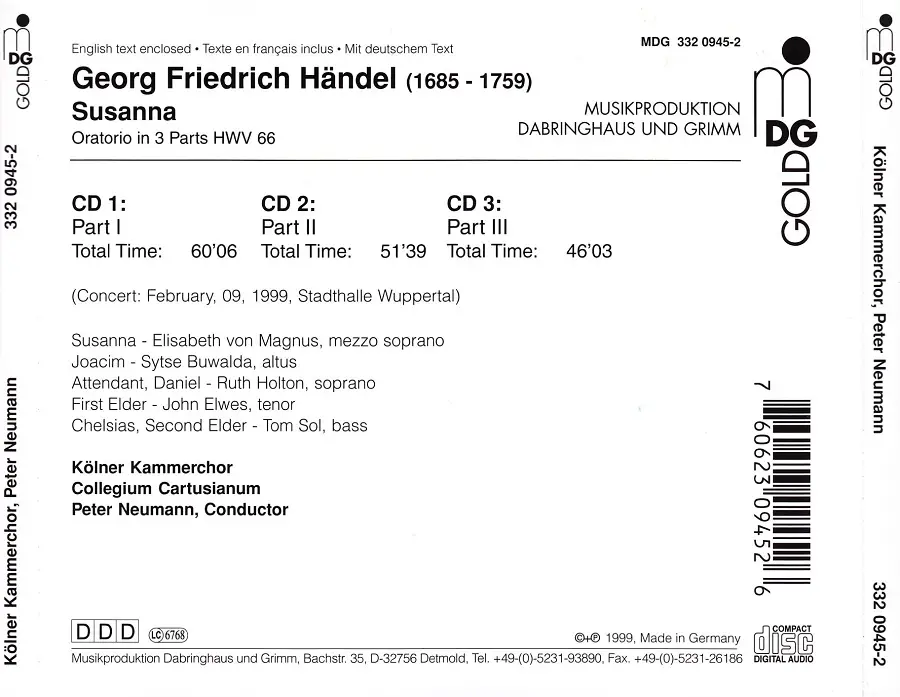 English text enclosed • Texte en français inclus • Mit deutschem Text
MDG 332 0945-2
Georg Friedrich Händel (1685 - 1759)
Susanna
Oratorio in 3 Parts HWV 66
MUSIKPRODUKTION
DABRINGHAUS UND GRIMM
mDG
GOLD
CD 1:
Part I
Total Time: 60'06
CD 2:
Part II
Total Time: 51'39
CD 3:
Part III
Total Time: 46'03
(Concert: February, 09, 1999, Stadthalle Wuppertal)
Susanna - Elisabeth von Magnus, mezzo soprano
Joacim - Sytse Buwalda, altus
Attendant, Daniel - Ruth Holton, soprano
First Elder - John Elwes, tenor
Chelsias, Second Elder - Tom Sol, bass
Kölner Kammerchor
Collegium Cartusianum
Peter Neumann, Conductor
7 60623 09452 6
DDD
LC 6768
©+℗ 1999, Made in Germany
COMPACT
disc
DIGITAL AUDIO
Musikproduktion Dabringhaus und Grimm, Bachstr. 35, D-32756 Detmold, Tel. +49-(0)-5231-93890, Fax. +49-(0)-5231-26186
mDG
GOLD
332 0945-2
Kölner Kammerchor, Peter Neumann
mDG
GOLD
Kölner Kammerchor, Peter Neumann
332 0945-2